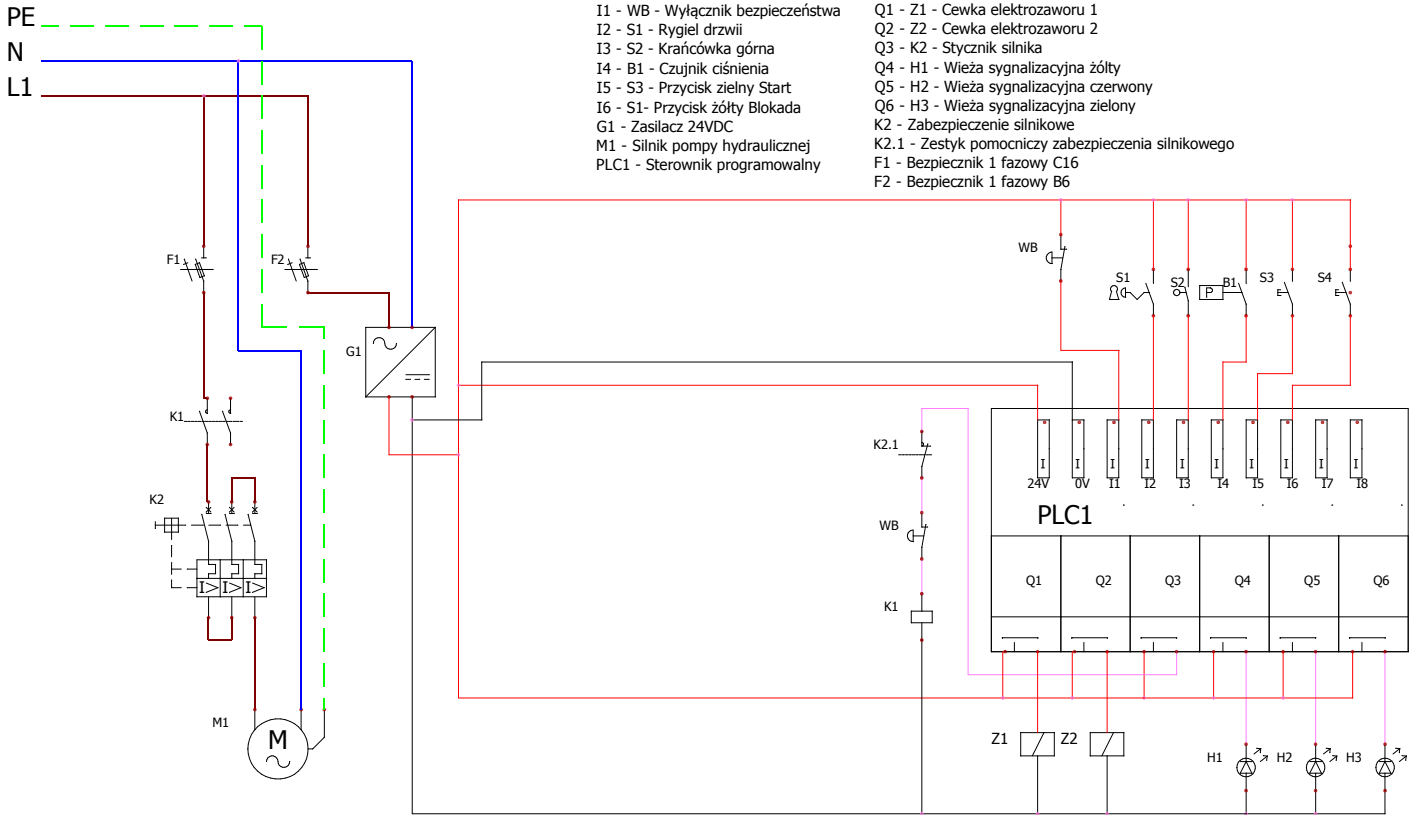 PE
N
L1
I1 - WB - Wyłącznik bezpieczeństwa
I2 - S1 - Rygiel drzwii
I3 - S2 - Krańcówka górna
I4 - B1 - Czujnik ciśnienia
I5 - S3 - Przycisk zielny Start
I6 - S1- Przycisk żółty Blokada
G1 - Zasilacz 24VDC
M1 - Silnik pompy hydraulicznej
PLC1 - Sterownik programowalny
Q1 - Z1 - Cewka elektrozaworu 1
Q2 - Z2 - Cewka elektrozaworu 2
Q3 - K2 - Stycznik silnika
Q4 - H1 - Wieża sygnalizacyjna żólty
Q5 - H2 - Wieża sygnalizacyjna czerwony
Q6 - H3 - Wieża sygnalizacyjna zielony
K2 - Zabezpieczenie silnikowe
K2.1 - Zestyk pomocniczy zabezpieczenia silnikowego
F1 - Bezpiecznik 1 fazowy C16
F2 - Bezpiecznik 1 fazowy B6
F1
F2
WB
S1
S2
B1
S3
S4
P
G1
K1
K2.1
K2
I> I> I>
WB
K1
I I I I I I I I I I
24V 0V I1 I2 I3 I4 I5 I6 I7 I8
PLC1
Q1 Q2 Q3 Q4 Q5 Q6
M1
M
Z1
Z2
H1
H2
H3